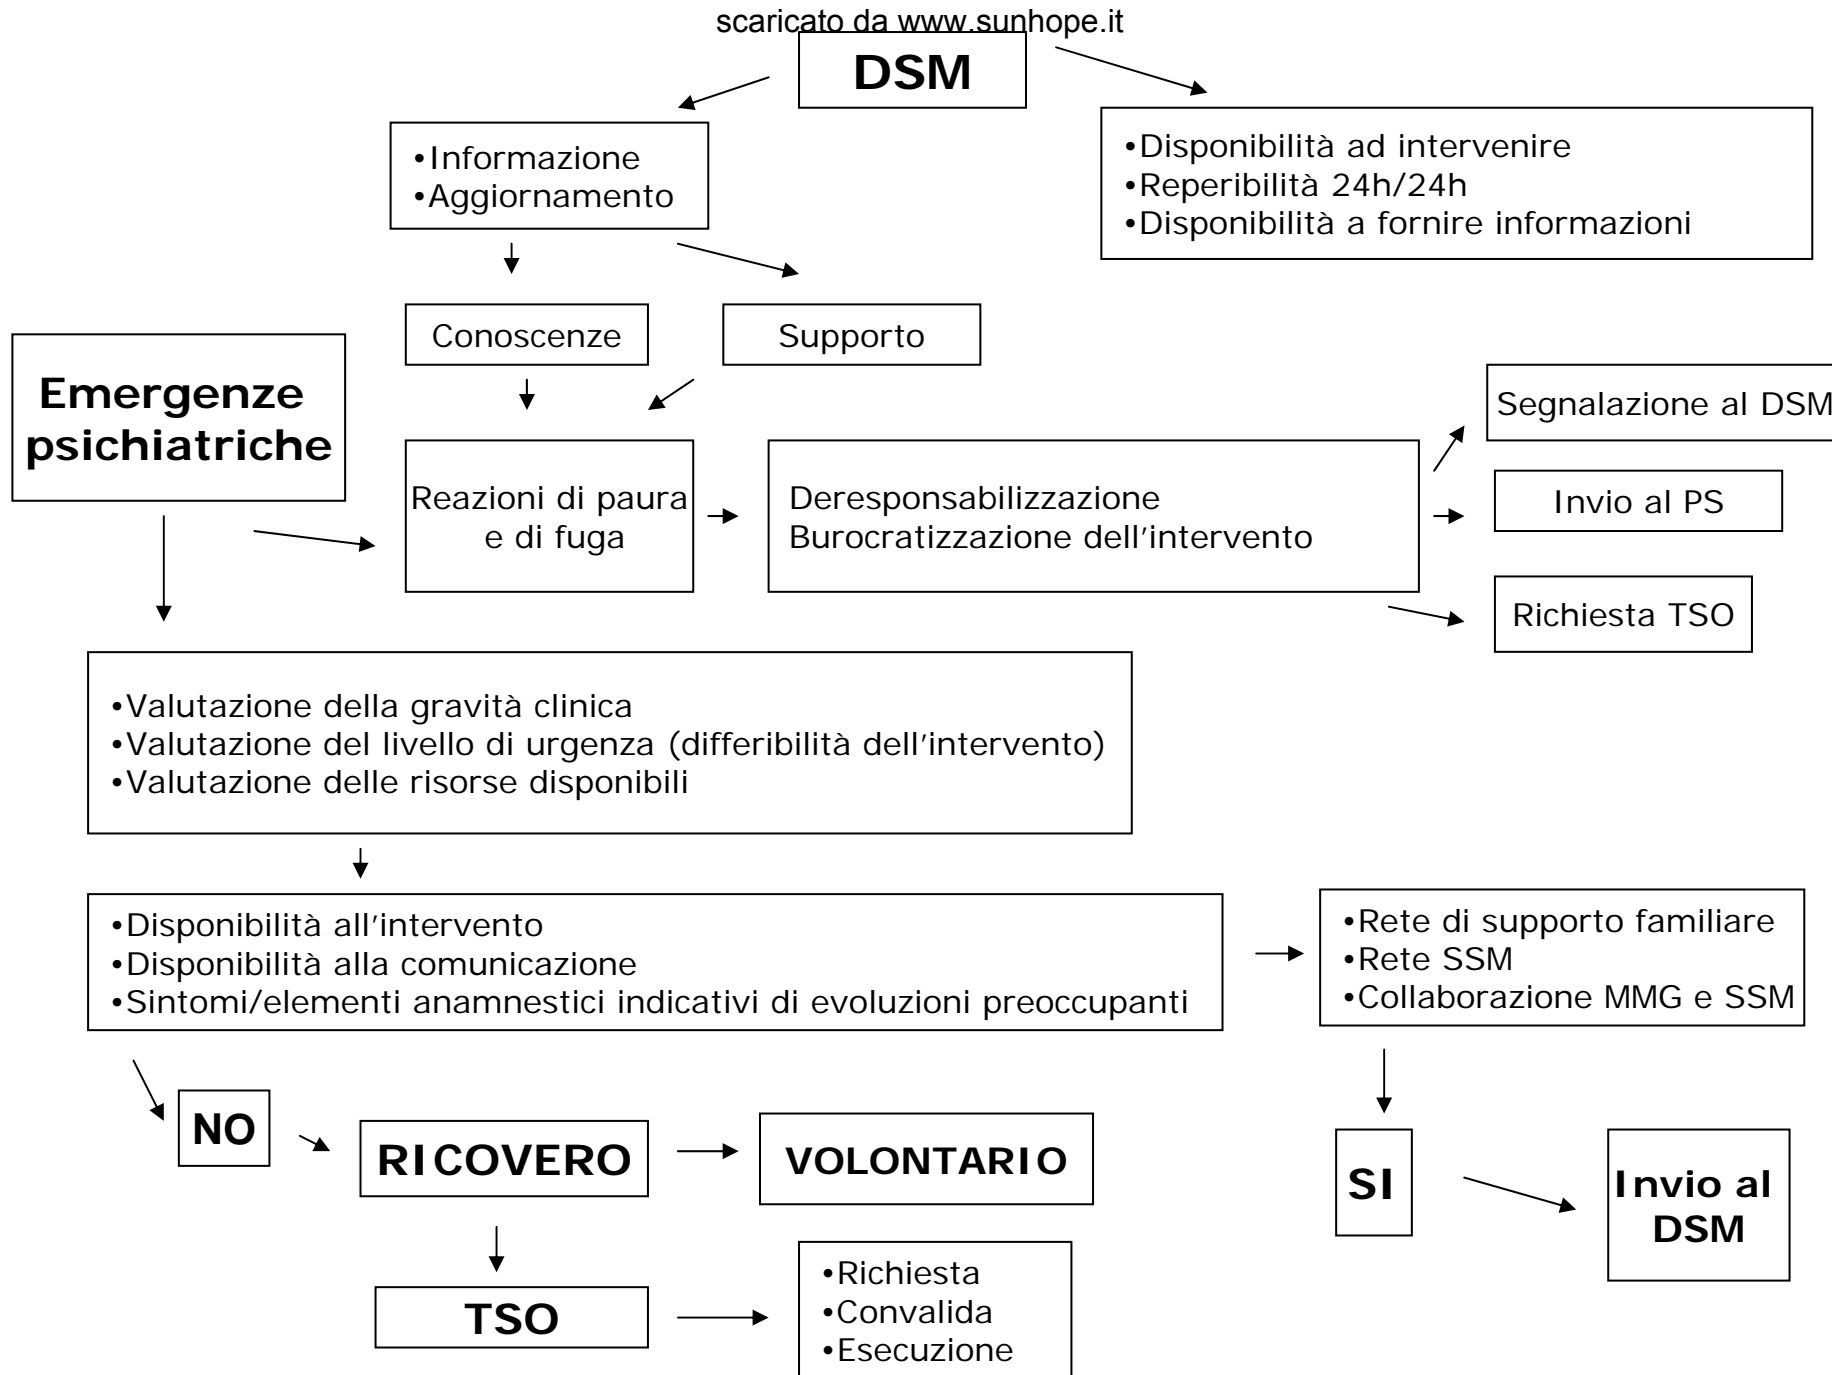 scaricato da www.sunhope.it
DSM
•Informazione
•Aggiornamento
•Disponibilità ad intervenire
•Reperibilità 24h/24h
•Disponibilità a fornire informazioni
Conoscenze
Supporto
Emergenze
psichiatriche
Reazioni di paura
e di fuga
Deresponsabilizzazione
Burocratizzazione dell'intervento
Segnalazione al DSM
Invio al PS
Richiesta TSO
•Valutazione della gravità clinica
•Valutazione del livello di urgenza (differibilità dell'intervento)
•Valutazione delle risorse disponibili
•Disponibilità all'intervento
•Disponibilità alla comunicazione
•Sintomi/elementi anamnestici indicativi di evoluzioni preoccupanti
•Rete di supporto familiare
•Rete SSM
•Collaborazione MMG e SSM
NO
RICOVERO
VOLONTARIO
SI
Invio al
DSM
TSO
•Richiesta
•Convalida
•Esecuzione